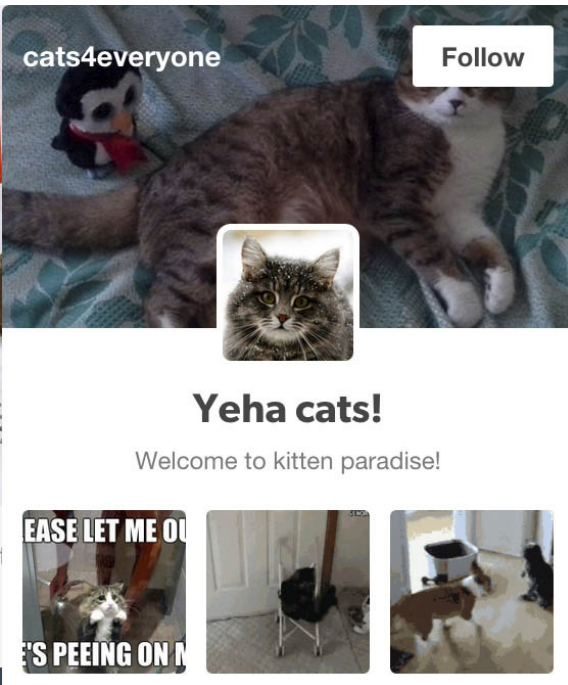 cats4everyone
Follow
Yeha cats!
Welcome to kitten paradise!
EASE LET ME OU
E'S PEEING ON M